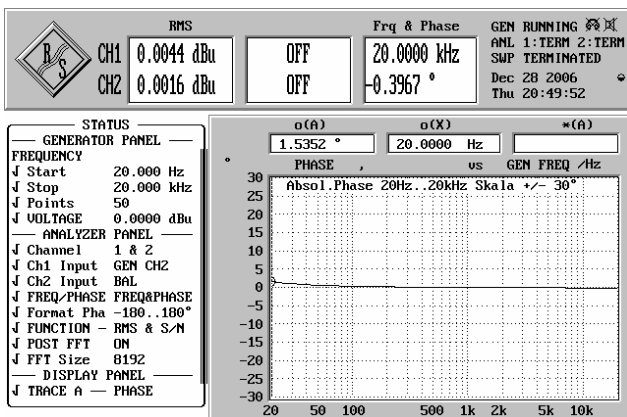 RMS Frq & Phase GEN RUNNING
R/S CH1 0.0044 dBu OFF 20.0000 kHz ANL 1:TERM 2:TERM
SWP TERMINATED
CH2 0.0016 dBu OFF -0.3967 ° Dec 28 2006
Thu 20:49:52
STATUS
GENERATOR PANEL
FREQUENCY
Start 20.000 Hz
Stop 20.000 kHz
Points 50
VOLTAGE 0.0000 dBu
ANALYZER PANEL
Channel 1 & 2
Ch1 Input GEN CH2
Ch2 Input BAL
FREQ/PHASE FREQ&PHASE
Format Pha -180..180°
FUNCTION - RMS & S/N
POST FFT ON
FFT Size 8192
DISPLAY PANEL
TRACE A — PHASE
o(A) o(X) *(A)
1.5352 ° 20.0000 Hz
° PHASE , vs GEN FREQ /Hz
Absol.Phase 20Hz..20kHz Skala +/- 30°
30
25
20
15
10
5
0
-5
-10
-15
-20
-25
-30
20 50 100 500 1k 2k 5k 10k